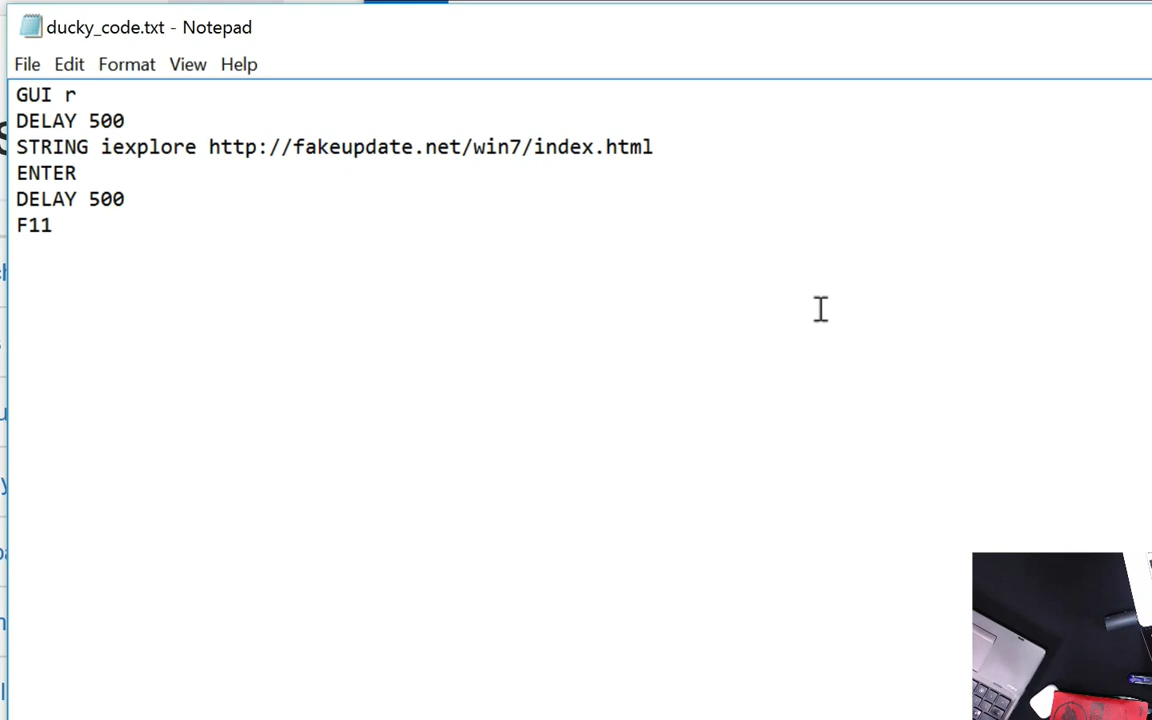 ducky_code.txt - Notepad
File Edit Format View Help
GUI r
DELAY 500
STRING iexplore http://fakeupdate.net/win7/index.html
ENTER
DELAY 500
F11